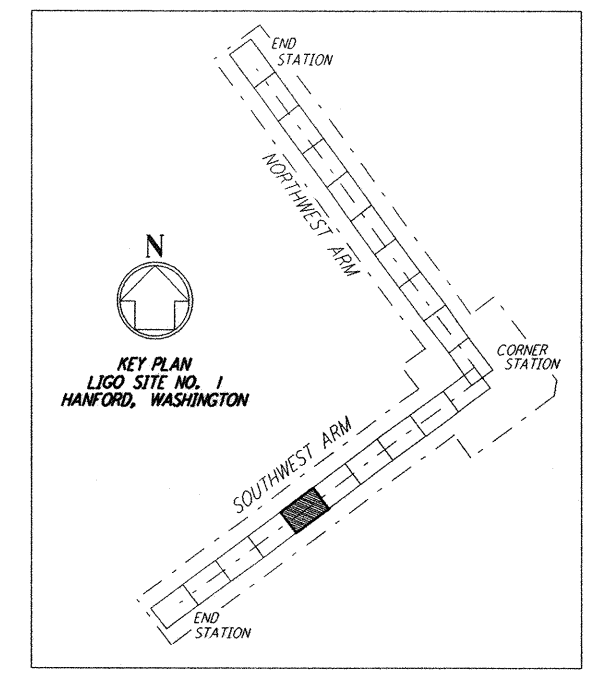 END
STATION
NORTHWEST ARM
N
KEY PLAN
LIGO SITE NO. 1
HANFORD, WASHINGTON
CORNER
STATION
SOUTHWEST ARM
END
STATION